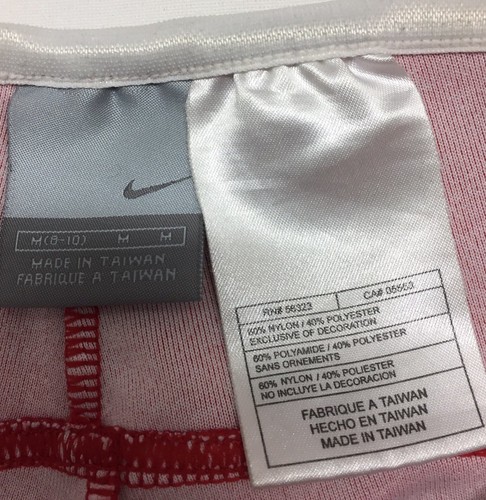 M(8-10) M M
MADE IN TAIWAN
FABRIQUE A TAIWAN
RN# 56323 CA# 05553
60% NYLON / 40% POLYESTER
EXCLUSIVE OF DECORATION
60% POLYAMIDE / 40% POLYESTER
SANS ORNEMENTS
60% NYLON / 40% POLIESTER
NO INCLUYE LA DECORACION
FABRIQUE A TAIWAN
HECHO EN TAIWAN
MADE IN TAIWAN